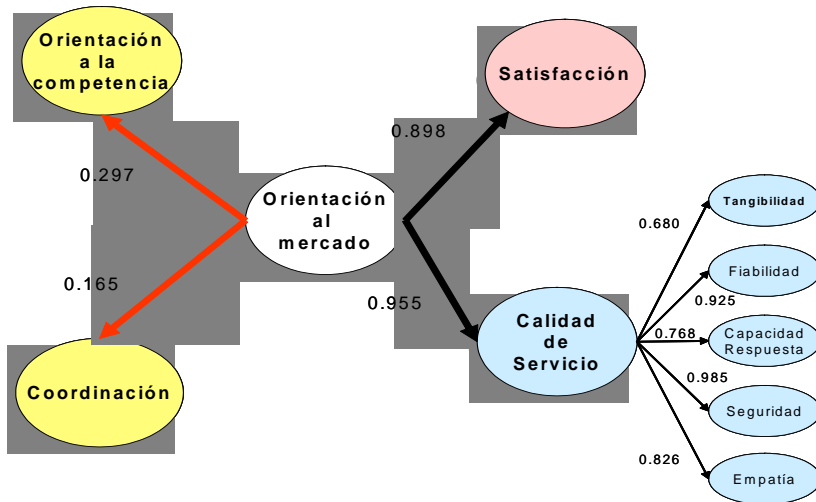 Orientación
a la
competencia
Satisfacción
0.898
0.297
Orientación
al
mercado
Tangibilidad
0.680
Fiabilidad
0.165
0.925
0.955
Calidad
de
Servicio
0.768
Capacidad
Respuesta
0.985
Coordinación
Seguridad
0.826
Empatía